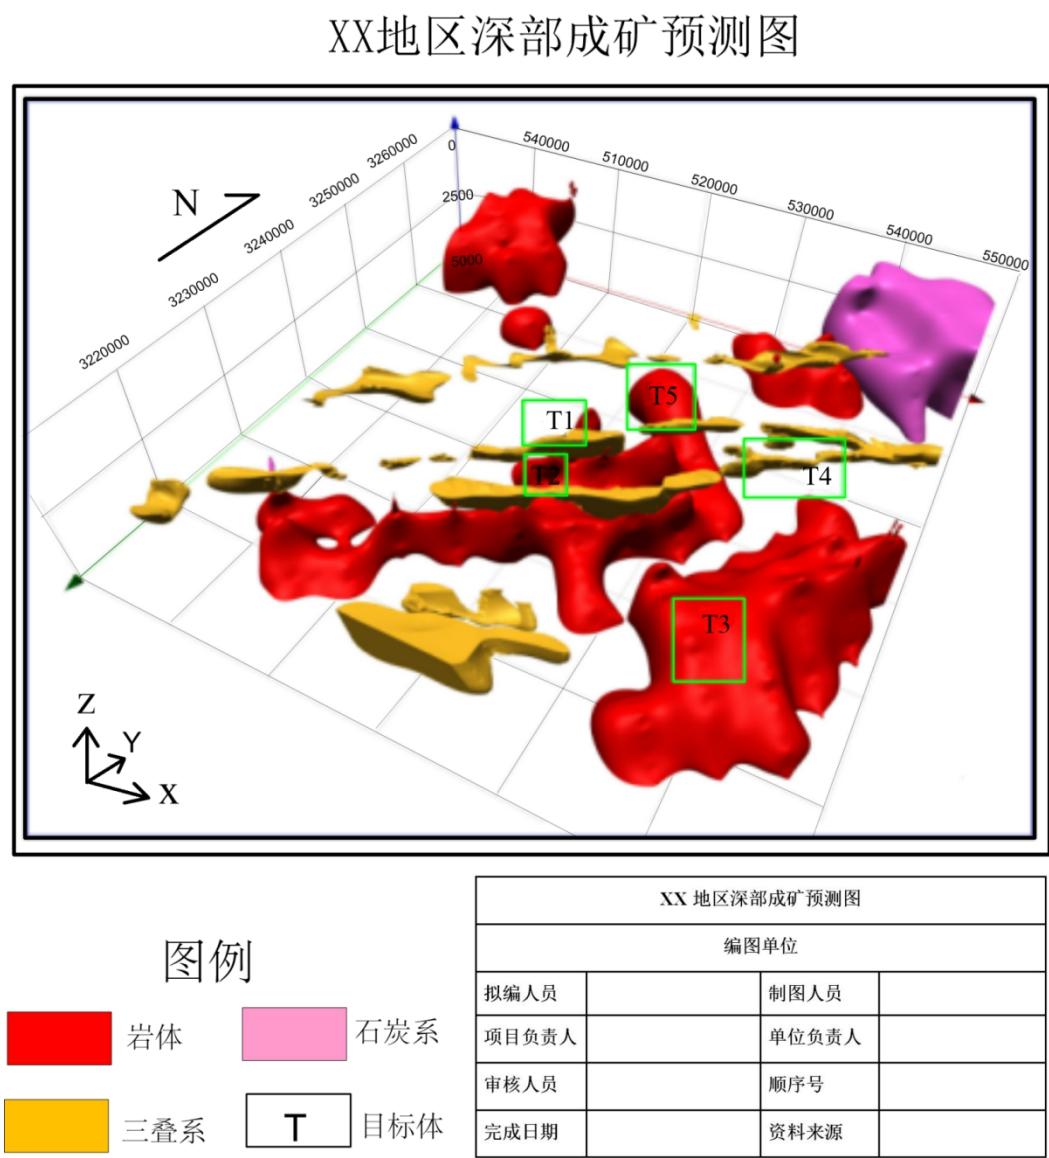 XX地区深部成矿预测图
N
3260000
3250000
3240000
3230000
3220000
0
2500
5000
540000
510000
520000
530000
540000
550000
T1
T2
T3
T4
T5
Z
Y
X
图例
岩体
石炭系
三叠系
T
目标体
XX 地区深部成矿预测图
编图单位
拟编人员
制图人员
项目负责人
单位负责人
审核人员
顺序号
完成日期
资料来源